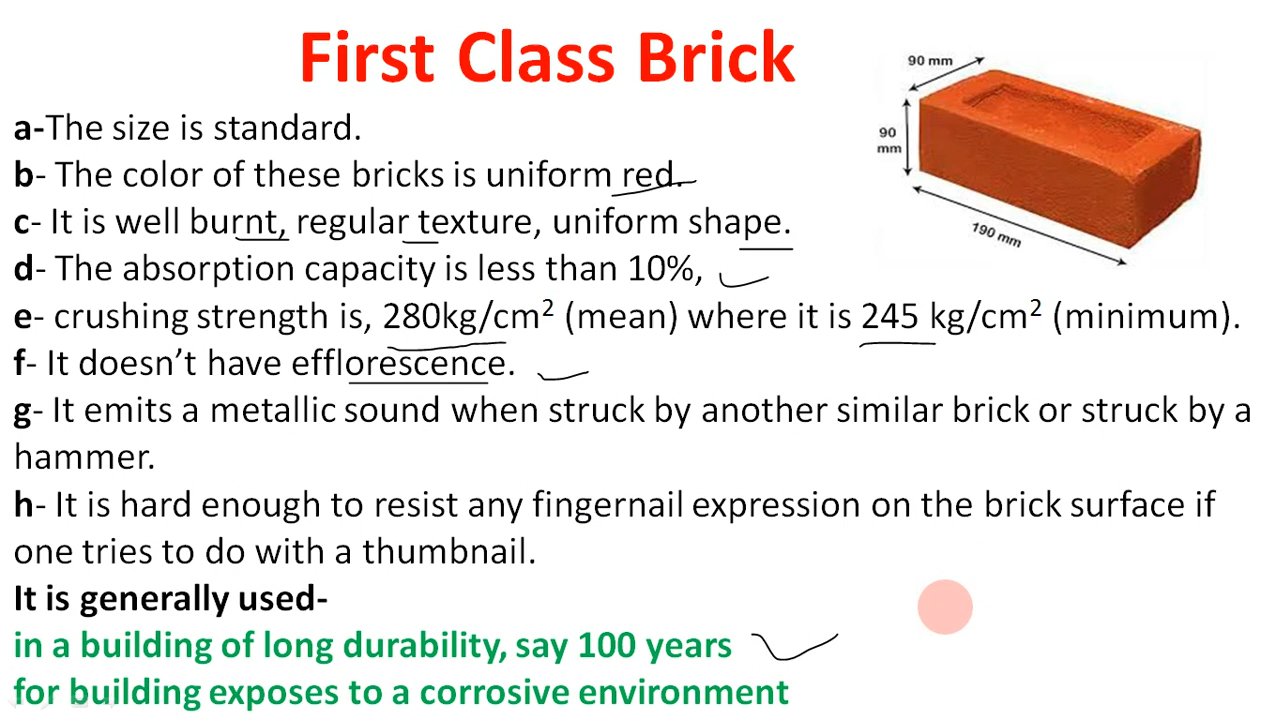 First Class Brick
90 mm
90
mm
190 mm
a-The size is standard.
b- The color of these bricks is uniform red.
c- It is well burnt, regular texture, uniform shape.
d- The absorption capacity is less than 10%,
e- crushing strength is, 280kg/cm² (mean) where it is 245 kg/cm² (minimum).
f- It doesn’t have efflorescence.
g- It emits a metallic sound when struck by another similar brick or struck by a
hammer.
h- It is hard enough to resist any fingernail expression on the brick surface if
one tries to do with a thumbnail.
It is generally used-
in a building of long durability, say 100 years
for building exposes to a corrosive environment